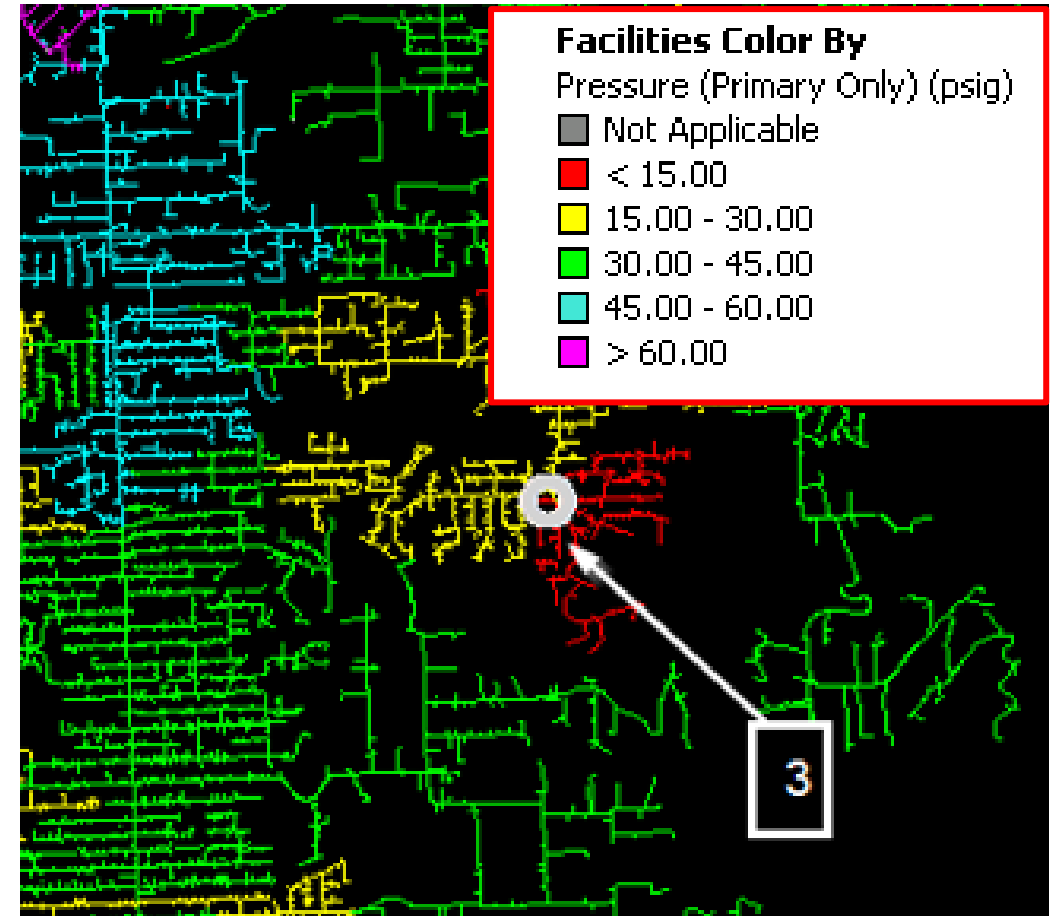 Facilities Color By
Pressure (Primary Only) (psig)
Not Applicable
< 15.00
15.00 - 30.00
30.00 - 45.00
45.00 - 60.00
> 60.00
3